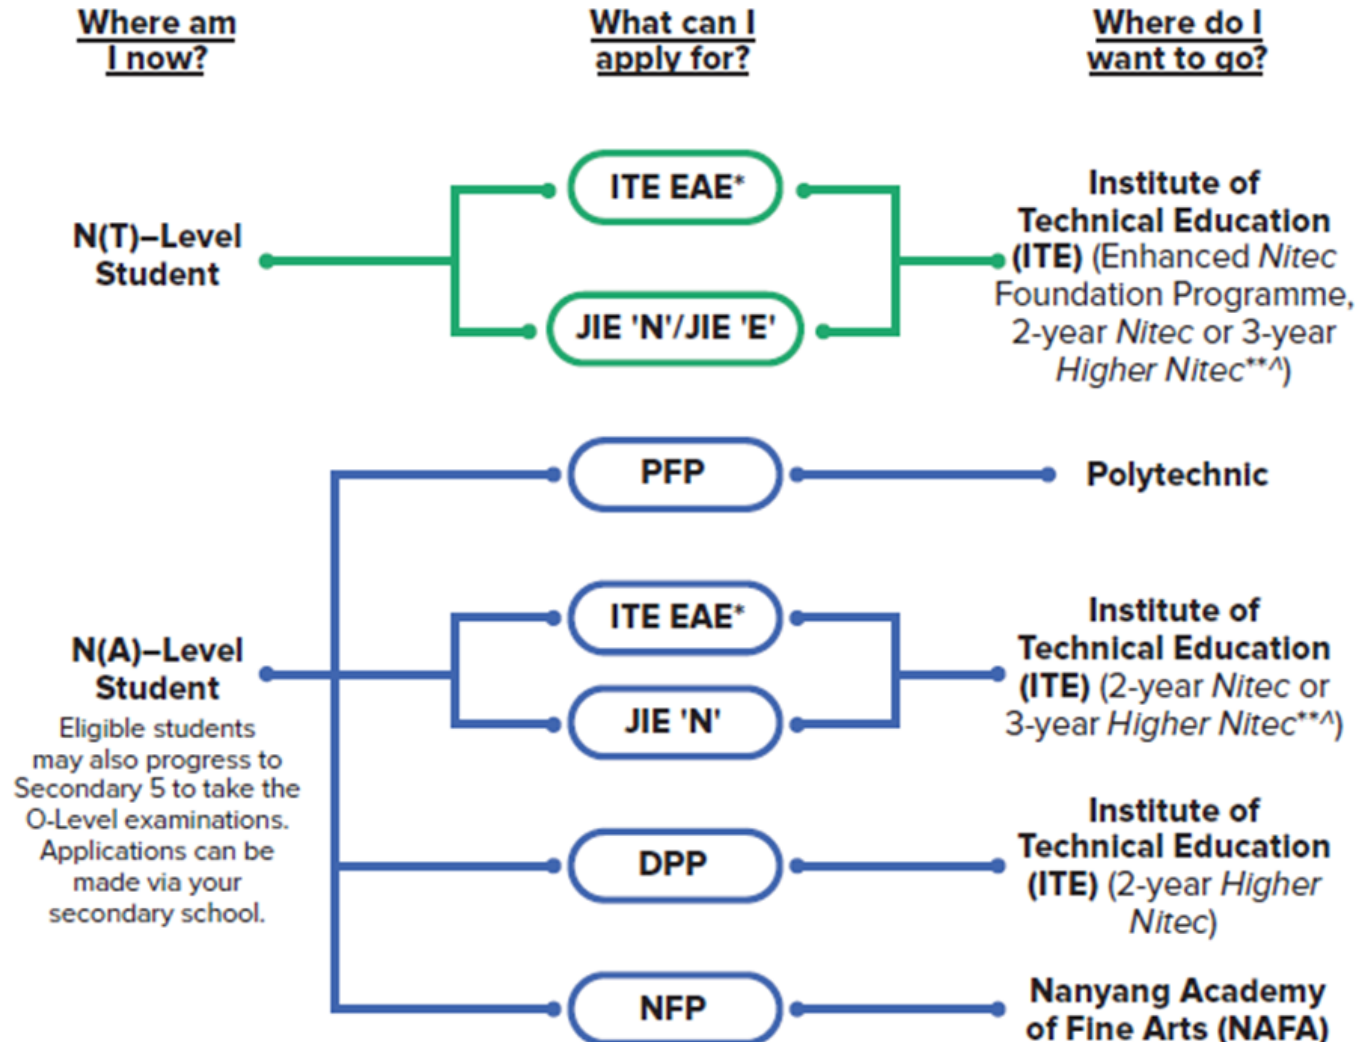 Where am
I now?
What can I
apply for?
Where do I
want to go?
N(T)–Level
Student
ITE EAE*
JIE 'N'/JIE 'E'
Institute of
Technical Education
(ITE) (Enhanced Nitec
Foundation Programme,
2-year Nitec or 3-year
Higher Nitec**^)
N(A)–Level
Student
Eligible students
may also progress to
Secondary 5 to take the
O-Level examinations.
Applications can be
made via your
secondary school.
PFP
Polytechnic
ITE EAE*
JIE 'N'
Institute of
Technical Education
(ITE) (2-year Nitec or
3-year Higher Nitec**^)
DPP
Institute of
Technical Education
(ITE) (2-year Higher
Nitec)
NFP
Nanyang Academy
of Fine Arts (NAFA)